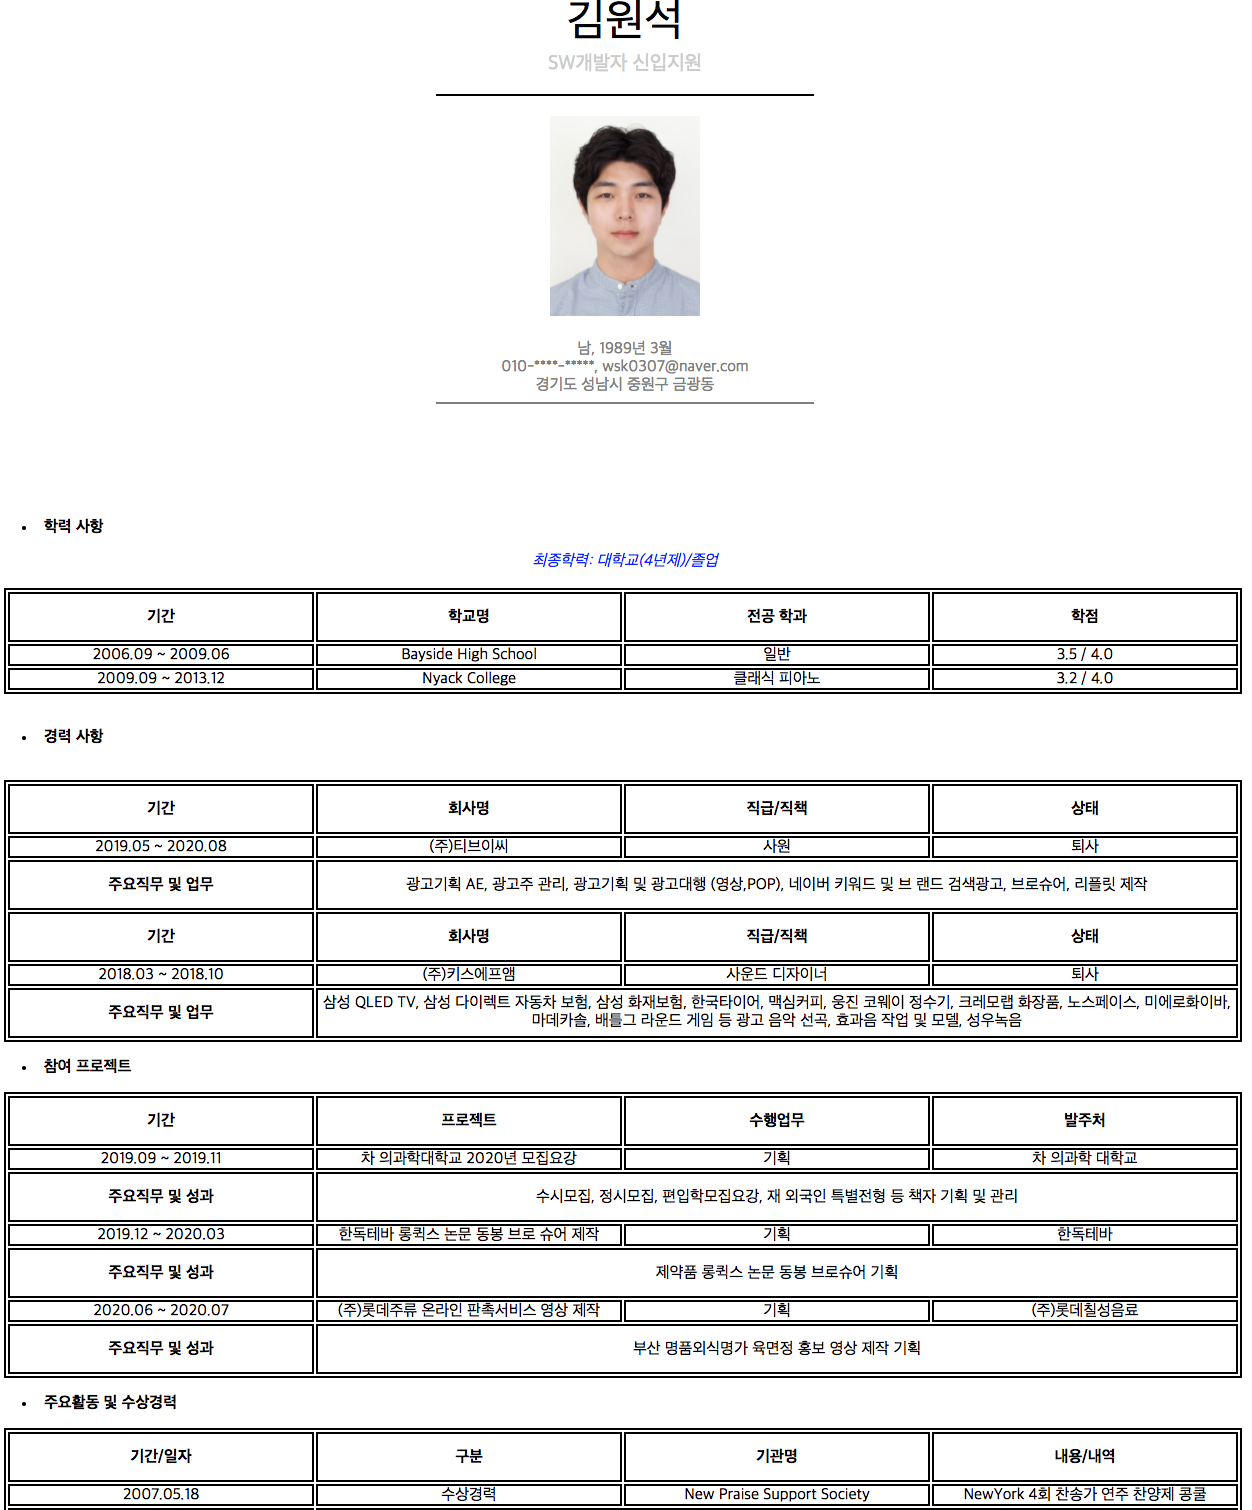 김원석
SW개발자 신입지원
남, 1989년 3월
010-****-*****, wsk0307@naver.com
경기도 성남시 중원구 금광동
• 학력 사항
최종학력: 대학교(4년제)/졸업
기간 학교명 전공 학과 학점
2006.09 ~ 2009.06 Bayside High School 일반 3.5 / 4.0
2009.09 ~ 2013.12 Nyack College 클래식 피아노 3.2 / 4.0
• 경력 사항
기간 회사명 직급/직책 상태
2019.05 ~ 2020.08 (주)티브이씨 사원 퇴사
주요직무 및 업무 광고기획 AE, 광고주 관리, 광고기획 및 광고대행 (영상,POP), 네이버 키워드 및 브 랜드 검색광고, 브로슈어, 리플릿 제작
기간 회사명 직급/직책 상태
2018.03 ~ 2018.10 (주)키스에프앰 사운드 디자이너 퇴사
주요직무 및 업무 삼성 QLED TV, 삼성 다이렉트 자동차 보험, 삼성 화재보험, 한국타이어, 맥심커피, 웅진 코웨이 정수기, 크레모랩 화장품, 노스페이스, 미에로화이바,
마데카솔, 배틀그 라운드 게임 등 광고 음악 선곡, 효과음 작업 및 모델, 성우녹음
• 참여 프로젝트
기간 프로젝트 수행업무 발주처
2019.09 ~ 2019.11 차 의과학대학교 2020년 모집요강 기획 차 의과학 대학교
주요직무 및 성과 수시모집, 정시모집, 편입학모집요강, 재 외국인 특별전형 등 책자 기획 및 관리
2019.12 ~ 2020.03 한독테바 롱퀵스 논문 동봉 브로 슈어 제작 기획 한독테바
주요직무 및 성과 제약품 롱퀵스 논문 동봉 브로슈어 기획
2020.06 ~ 2020.07 (주)롯데주류 온라인 판촉서비스 영상 제작 기획 (주)롯데칠성음료
주요직무 및 성과 부산 명품외식명가 육면정 홍보 영상 제작 기획
• 주요활동 및 수상경력
기간/일자 구분 기관명 내용/내역
2007.05.18 수상경력 New Praise Support Society NewYork 4회 찬송가 연주 찬양제 콩쿨